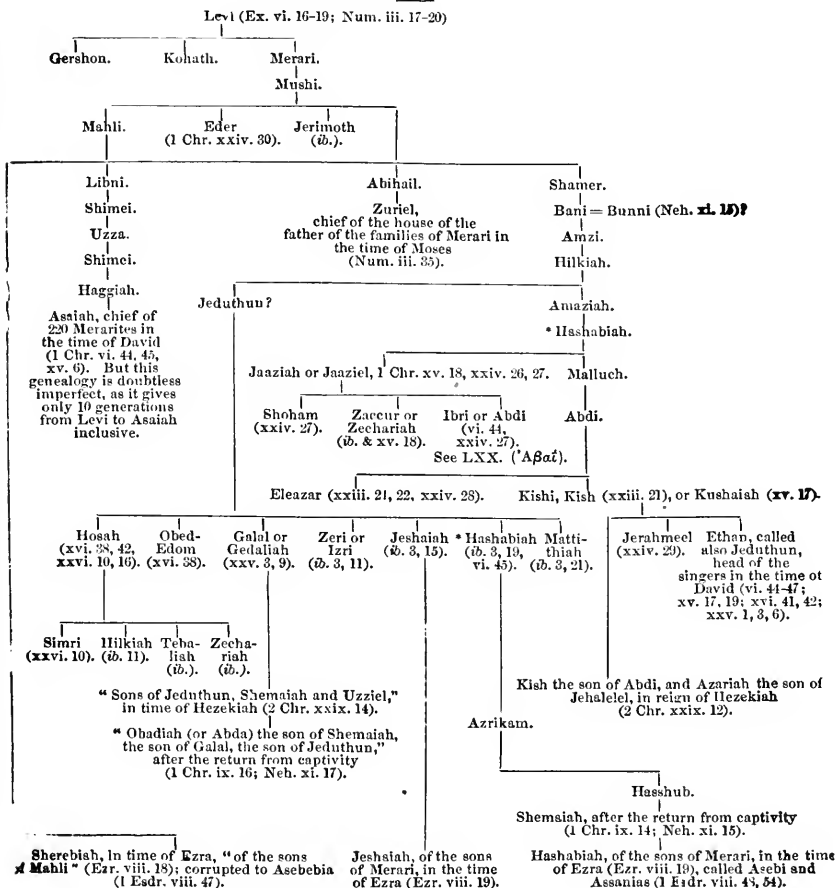 Levi (Ex. vi. 16-19; Num. iii. 17-20)
Gershon. Kohath. Merari.
Mushi.
Mahli. Eder Jerimoth
(1 Chr. xxiv. 30). (ib.).
Libni. Abihail. Shamer.
Shimei. Zuriel, Bani = Bunni (Neh. xi. 15)?
chief of the house of the
Uzza. father of the families of Merari in Amzi.
the time of Moses
Shimei. (Num. iii. 35). Hilkiah.
Haggiah. Jeduthun? Amaziah.
Asaiah, chief of
220 Merarites in * Hashabiah.
the time of David
(1 Chr. vi. 44, 45,
xv. 6). But this Jaaziah or Jaaziel, 1 Chr. xv. 18, xxiv. 26, 27. Malluch.
genealogy is doubtless
imperfect, as it gives
only 10 generations Shoham Zaccur or Ibri or Abdi Abdi.
from Levi to Asaiah (xxiv. 27). Zechariah (vi. 44,
inclusive. (ib. & xv. 18). xxiv. 27).
See LXX. (Ἀβαΐ).
Eleazar (xxiii. 21, 22, xxiv. 28). Kishi, Kish (xxiii. 21), or Kushaiah (xv. 17).
Hosah Obed- Galal or Zeri or Jeshaiah * Hashabiah Matti- Jerahmeel Ethan, called
(xvi. 38, 42, Edom Gedaliah Izri (ib. 3, 15). (ib. 3, 19, thiah (xxiv. 29). also Jeduthun,
xxvi. 10, 16). (xvi. 38). (xxv. 3, 9). (ib. 3, 11). vi. 45). (ib. 3, 21). head of the
singers in the time of
David (vi. 44-47;
xv. 17, 19; xvi. 41, 42;
xxv. 1, 3, 6).
Simri Hilkiah Teba- Zecha-
(xxvi. 10). (ib. 11). liah riah
(ib.). (ib.).
"Sons of Jeduthun, Shemaiah and Uzziel,"
in time of Hezekiah (2 Chr. xxix. 14).
Kish the son of Abdi, and Azariah the son of
Jehalelel, in reign of Hezekiah
(2 Chr. xxix. 12).
"Obadiah (or Abda) the son of Shemaiah,
the son of Galal, the son of Jeduthun,"
after the return from captivity
(1 Chr. ix. 16; Neh. xi. 17).
Azrikam.
Hasshub.
Shemaiah, after the return from captivity
(1 Chr. ix. 14; Neh. xi. 15).
Sherebiah, in time of Ezra, "of the sons Jeshaiah, of the sons Hashabiah, of the sons of Merari, in the time
of Mahli" (Ezr. viii. 18); corrupted to Asebebia of Merari, in the time of Ezra (Ezr. viii. 19), called Asebi and
(1 Esdr. viii. 47). of Ezra (Ezr. viii. 19). Assanias (1 Esdr. viii. 48, 54).